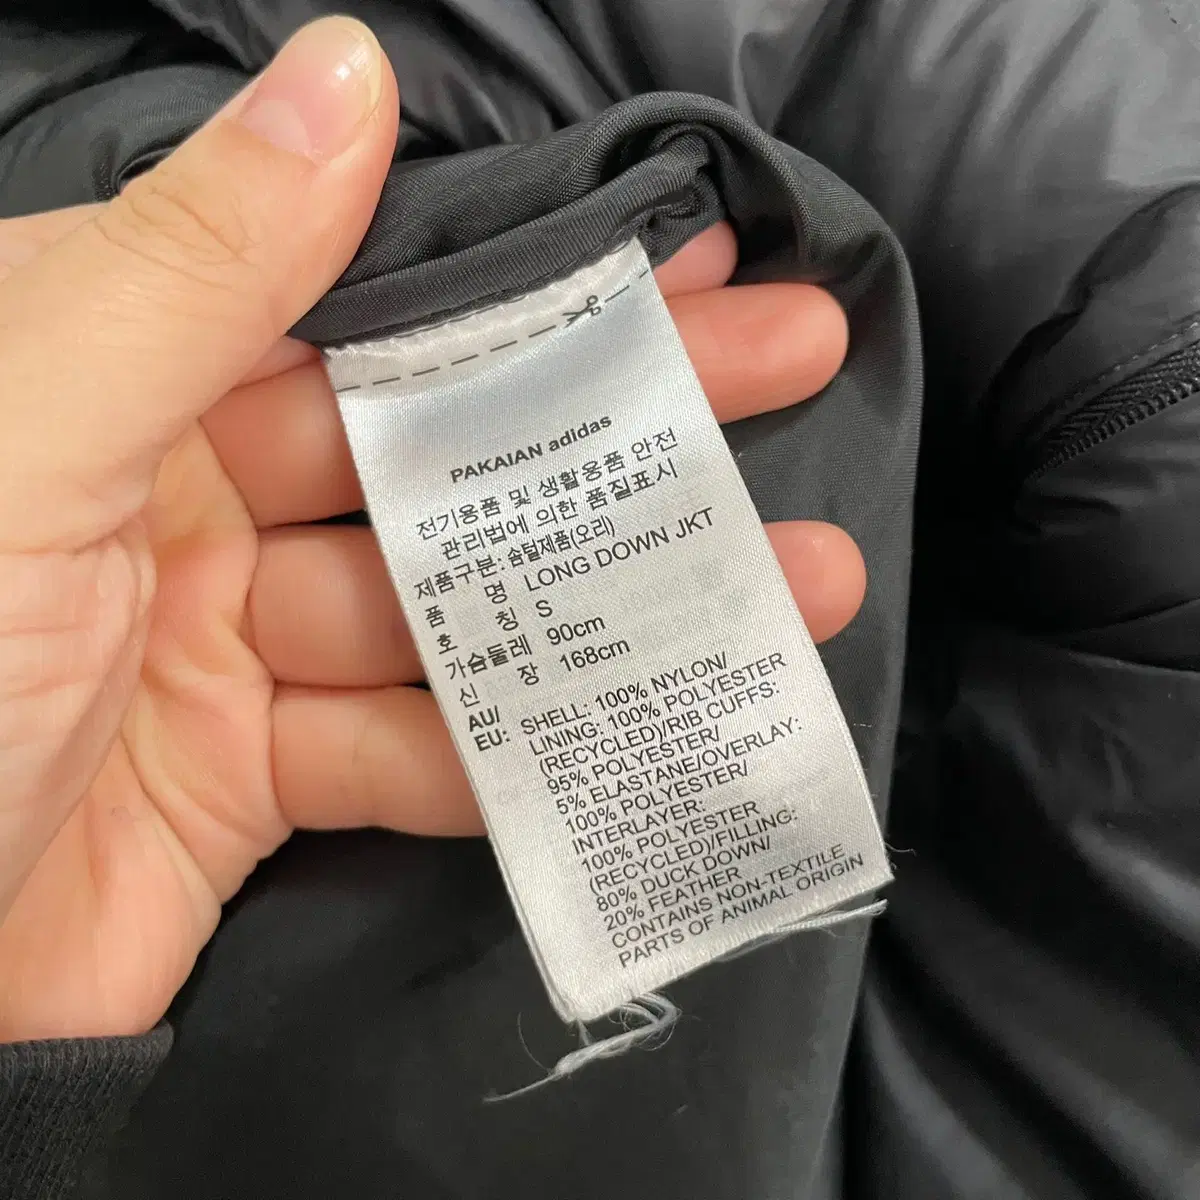 PAKAIAN adidas
전기용품 및 생활용품 안전
관리법에 의한 품질표시
제품구분: 솜털제품(오리)
품 명 LONG DOWN JKT
호 칭 S
가슴둘레 90cm
신 장 168cm
AU/
EU: SHELL: 100% NYLON/
LINING: 100% POLYESTER
(RECYCLED)/RIB CUFFS:
95% POLYESTER/
5% ELASTANE/OVERLAY:
100% POLYESTER/
INTERLAYER:
100% POLYESTER
(RECYCLED)/FILLING:
80% DUCK DOWN/
20% FEATHER
CONTAINS NON-TEXTILE
PARTS OF ANIMAL ORIGIN